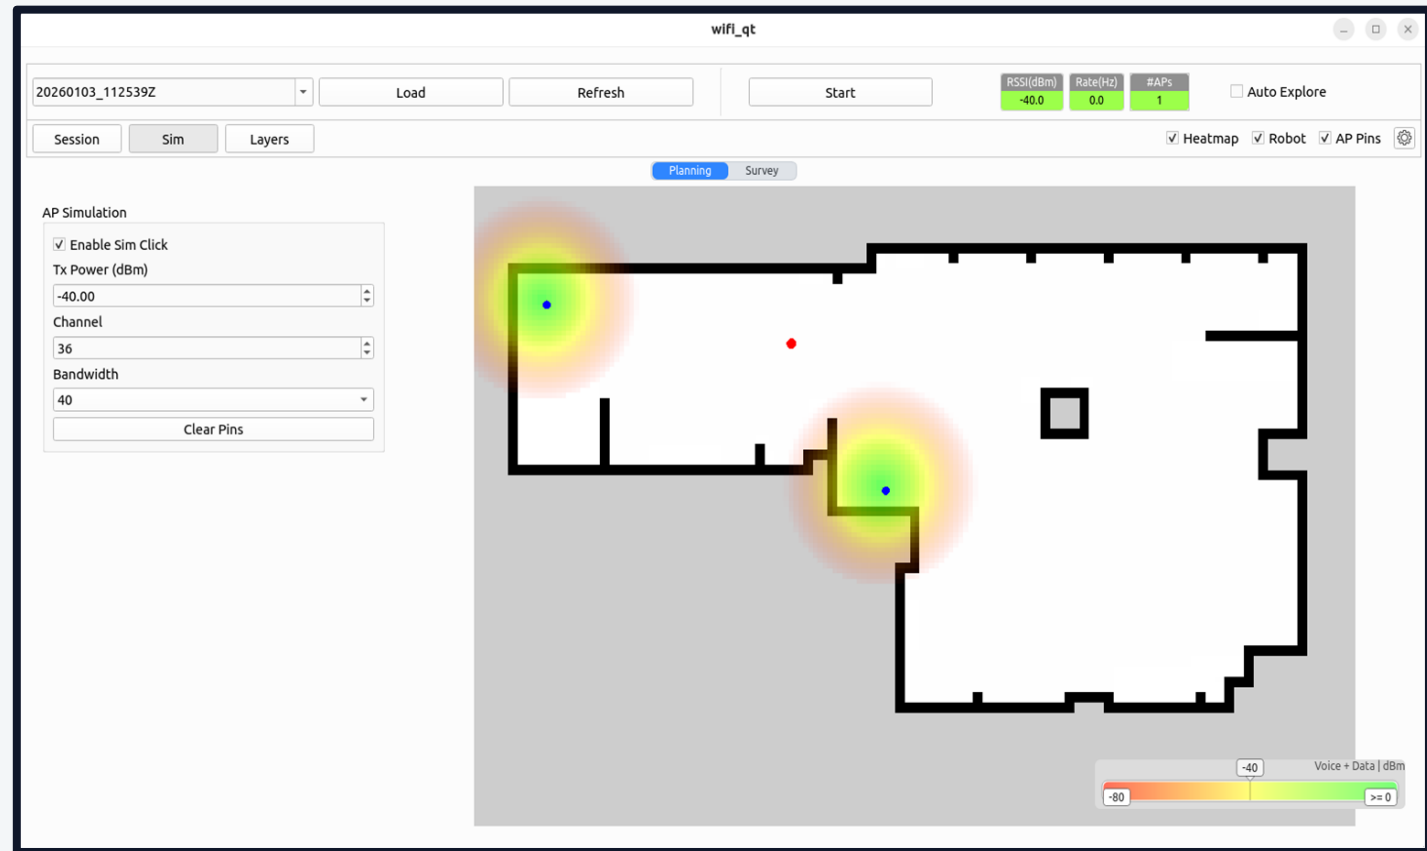 wifi_qt
20260103_112539Z Load Refresh Start RSSI(dBm) Rate(Hz) #APs Auto Explore
-40.0 0.0 1
Session Sim Layers Heatmap Robot AP Pins
Planning Survey
AP Simulation
Enable Sim Click
Tx Power (dBm)
-40.00
Channel
36
Bandwidth
40
Clear Pins
-40 Voice + Data | dBm
-80 >= 0